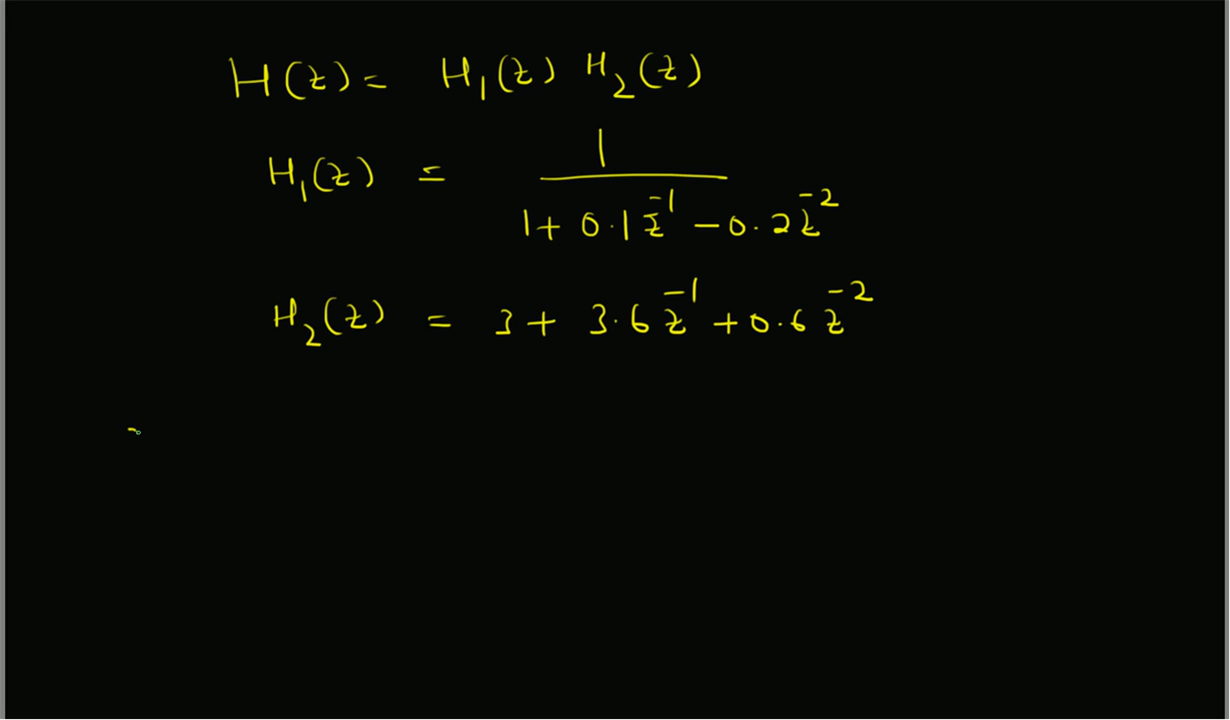 H(z) = H₁(z) H₂(z)
H₁(z) = 1 / (1 + 0.1 z⁻¹ - 0.2 z⁻²)
H₂(z) = 3 + 3.6 z⁻¹ + 0.6 z⁻²